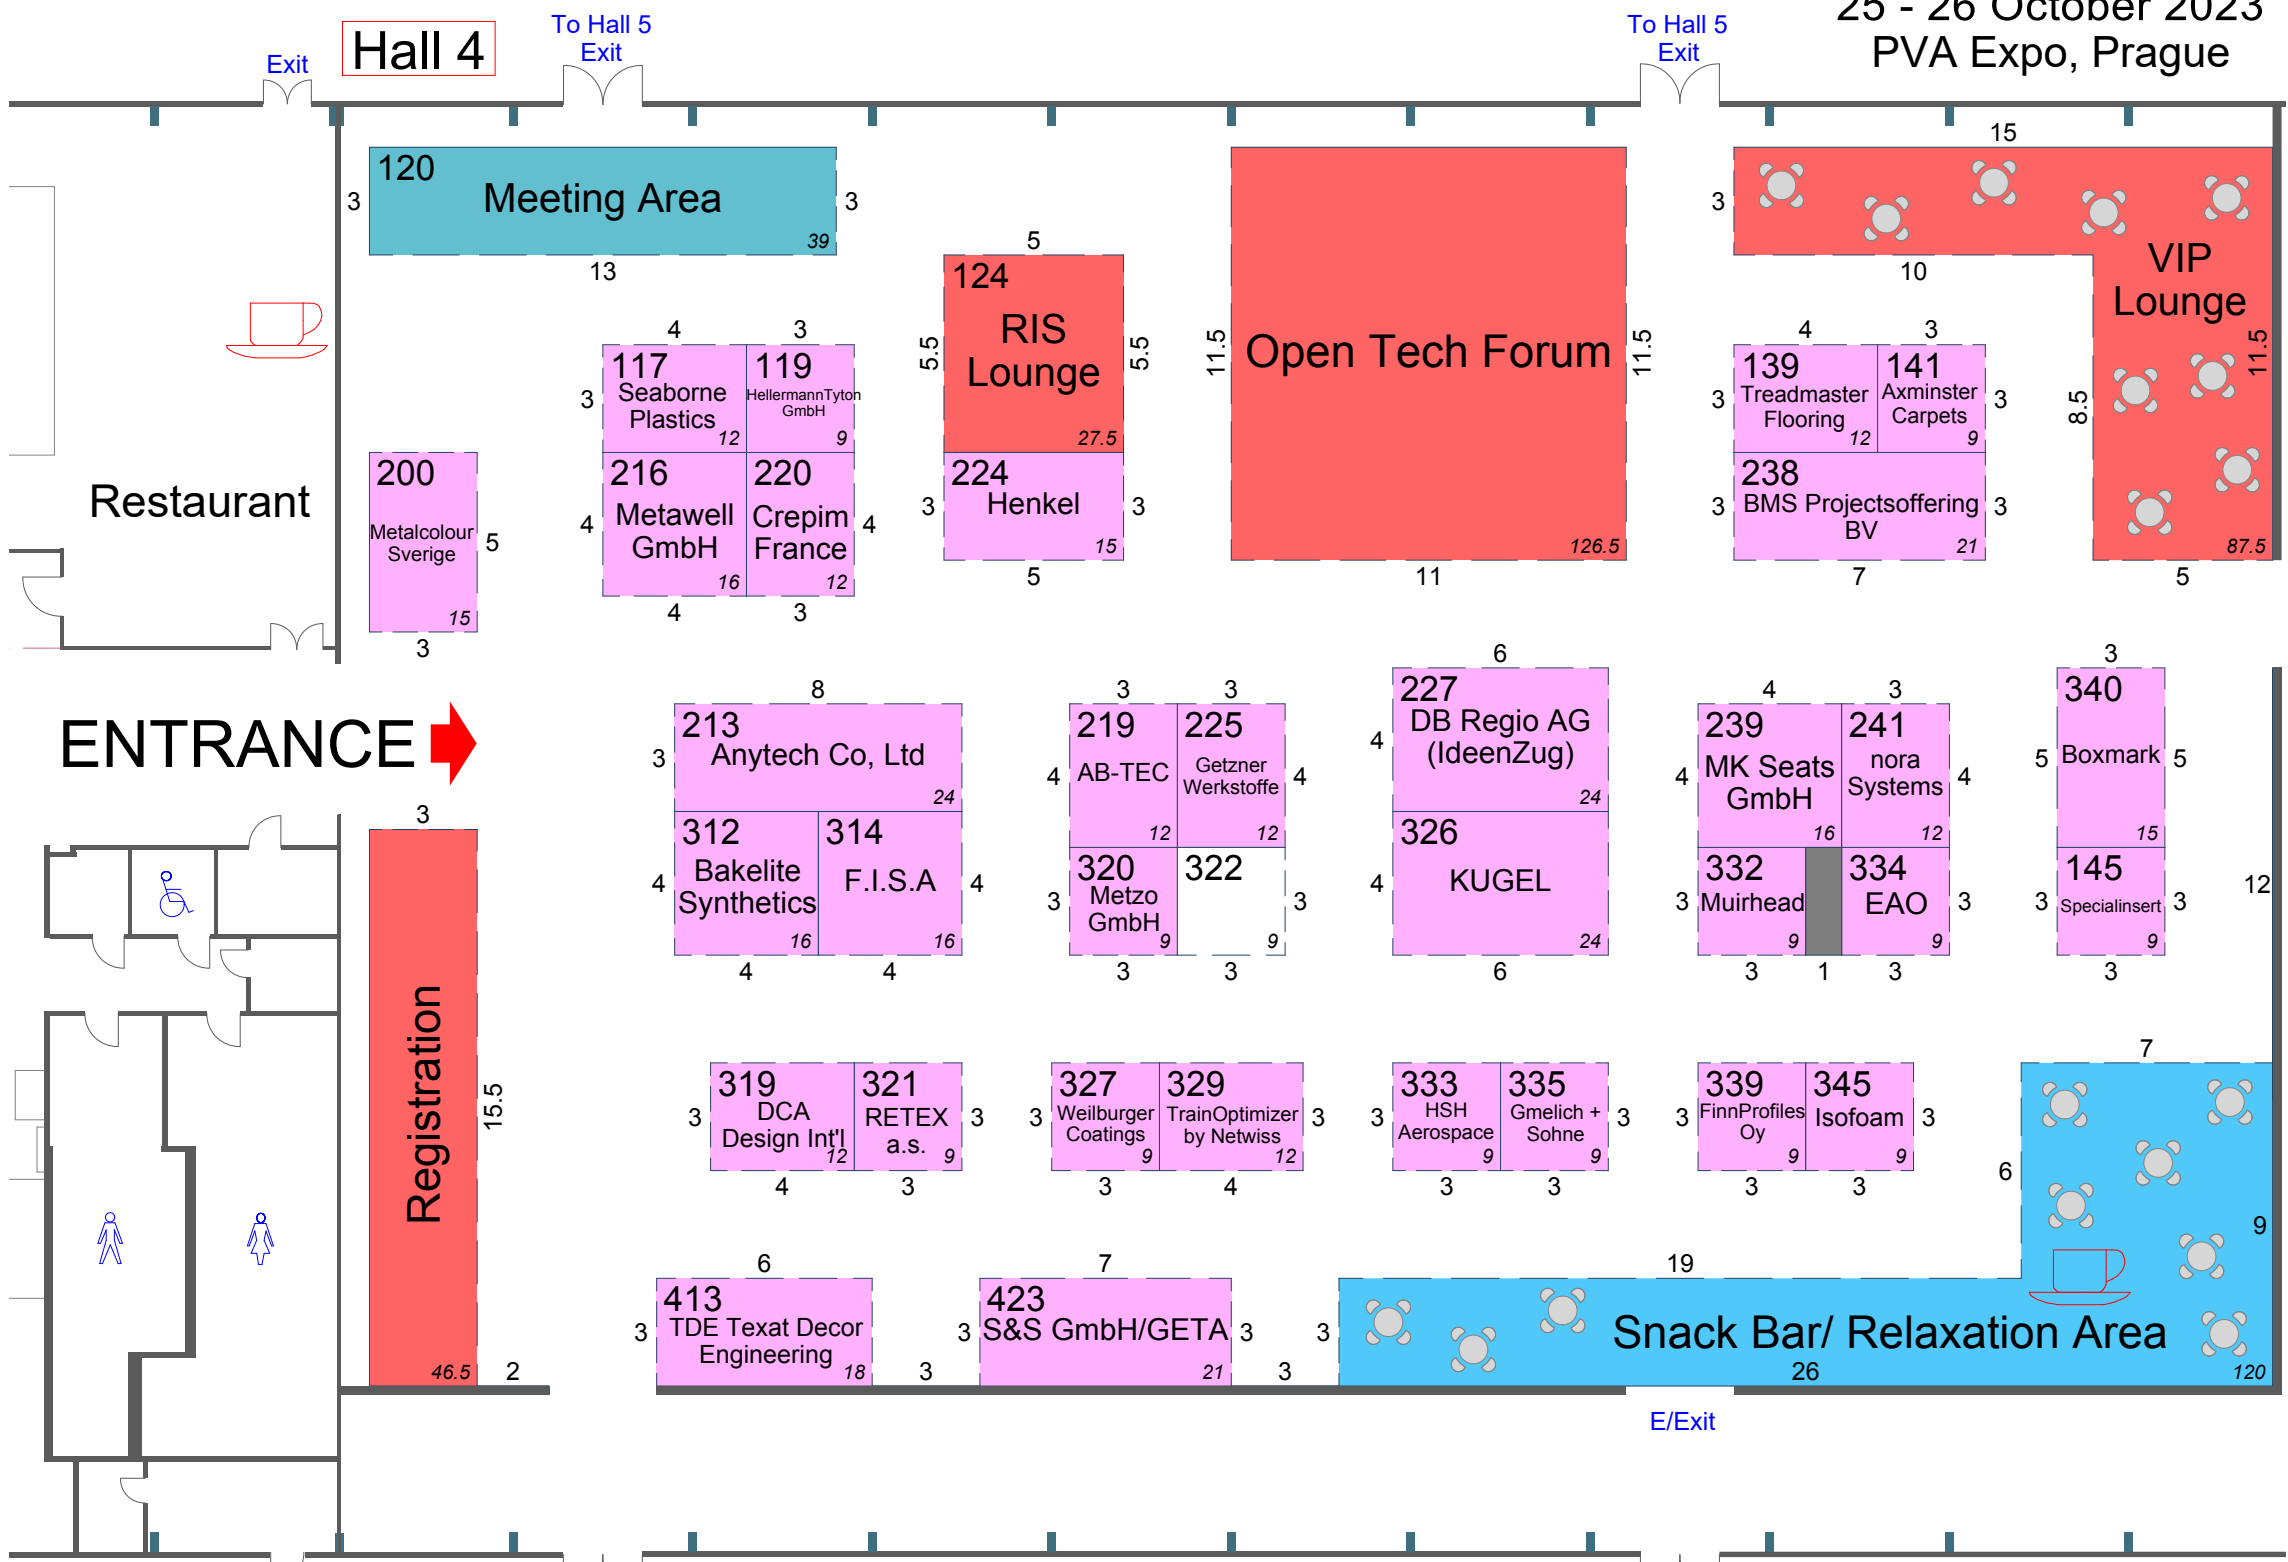 25 - 26 October 2023
PVA Expo, Prague
Hall 4
Exit
To Hall 5
Exit
To Hall 5
Exit
120
Meeting Area
39
3
3
13
15
3
10
VIP
Lounge
11.5
8.5
87.5
5
5
124
RIS
Lounge
27.5
5.5
5.5
224
Henkel
15
3
3
5
11.5
Open Tech Forum
11.5
126.5
11
4
3
117
Seaborne
Plastics
12
3
119
HellermannTyton
GmbH
9
216
Metawell
GmbH
16
4
4
220
Crepim
France
12
4
3
4
3
139
Treadmaster
Flooring
12
3
141
Axminster
Carpets
9
3
238
BMS Projectsoffering
BV
21
3
3
7
Restaurant
200
Metalcolour
Sverige
15
5
3
ENTRANCE
8
213
Anytech Co, Ltd
24
3
312
Bakelite
Synthetics
16
4
4
314
F.I.S.A
16
4
4
3
3
219
AB-TEC
12
4
225
Getzner
Werkstoffe
12
4
320
Metzo
GmbH
9
3
3
322
9
3
3
6
227
DB Regio AG
(IdeenZug)
24
4
326
KUGEL
24
4
6
4
3
239
MK Seats
GmbH
16
4
241
nora
Systems
12
4
332
Muirhead
9
3
3
1
334
EAO
9
3
3
3
340
Boxmark
15
5
5
145
Specialinsert
9
3
3
3
12
3
Registration
15.5
46.5
2
319
DCA
Design Int'l
12
3
4
321
RETEX
a.s.
9
3
3
327
Weilburger
Coatings
9
3
3
329
TrainOptimizer
by Netwiss
12
3
4
333
HSH
Aerospace
9
3
3
335
Gmelich +
Sohne
9
3
3
339
FinnProfiles
Oy
9
3
3
345
Isofoam
9
3
3
7
6
9
6
413
TDE Texat Decor
Engineering
18
3
3
7
423
S&S GmbH/GETA
21
3
3
3
3
19
Snack Bar/ Relaxation Area
26
120
E/Exit